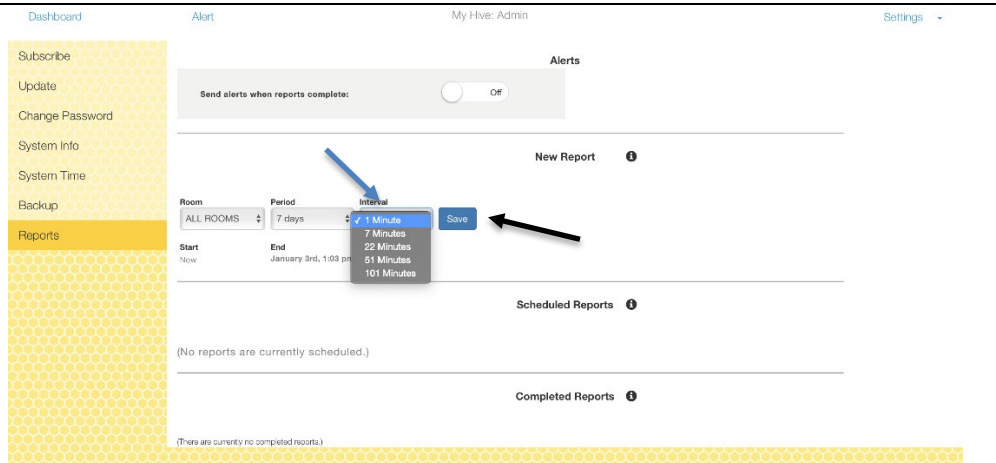 Dashboard Alert My Hive: Admin Settings
Subscribe
Update
Change Password
System Info
System Time
Backup
Reports
Alerts
Send alerts when reports complete: Off
New Report
Room Period Interval
ALL ROOMS 7 days ✓ 1 Minute Save
7 Minutes
22 Minutes
51 Minutes
101 Minutes
Start End
Now January 3rd, 1:03 pm
Scheduled Reports
(No reports are currently scheduled.)
Completed Reports
(There are currently no completed reports.)